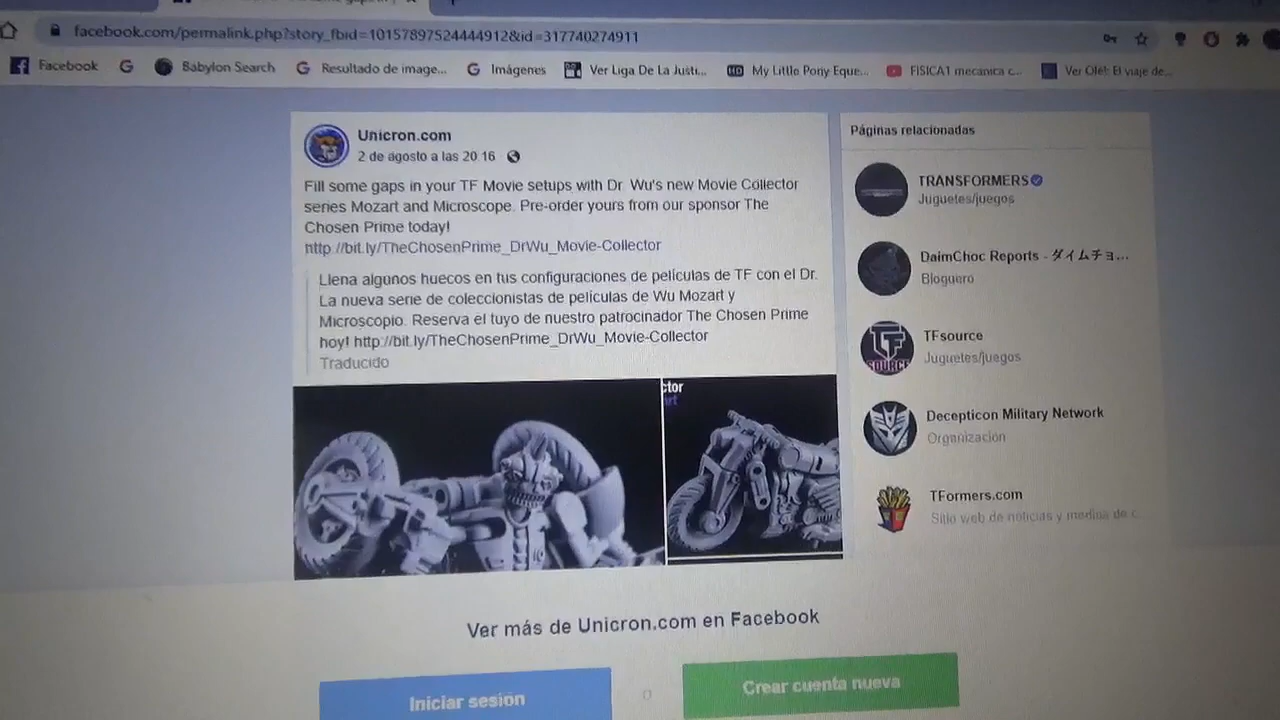 facebook.com/permalink.php?story_fbid=10157897524444912&id=317740274911
Facebook
Babylon Search
Resultado de image...
Imágenes
Ver Liga De La Justi...
My Little Pony Eque...
FISICA1 mecanica c...
Ver Olé!: El viaje de...
Unicron.com
2 de agosto a las 20:16
Fill some gaps in your TF Movie setups with Dr. Wu's new Movie Collector
series Mozart and Microscope. Pre-order yours from our sponsor The
Chosen Prime today!
http://bit.ly/TheChosenPrime_DrWu_Movie-Collector
Llena algunos huecos en tus configuraciones de películas de TF con el Dr.
La nueva serie de coleccionistas de películas de Wu Mozart y
Microscopio. Reserva el tuyo de nuestro patrocinador The Chosen Prime
hoy! http://bit.ly/TheChosenPrime_DrWu_Movie-Collector
Traducido
ctor
art
Páginas relacionadas
TRANSFORMERS
Juguetes/juegos
DaimChoc Reports - ダイムチョ...
Bloguero
TF
SOURCE
TFsource
Juguetes/juegos
Decepticon Military Network
Organización
TFormers.com
Sitio web de noticias y medios de c...
Ver más de Unicron.com en Facebook
Iniciar sesión
o
Crear cuenta nueva